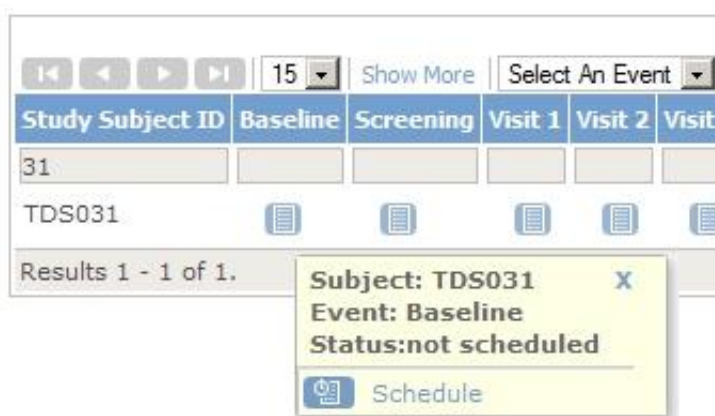 15 Show More Select An Event
Study Subject ID Baseline Screening Visit 1 Visit 2 Visit
31
TDS031
Results 1 - 1 of 1.
Subject: TDS031 X
Event: Baseline
Status:not scheduled
Schedule